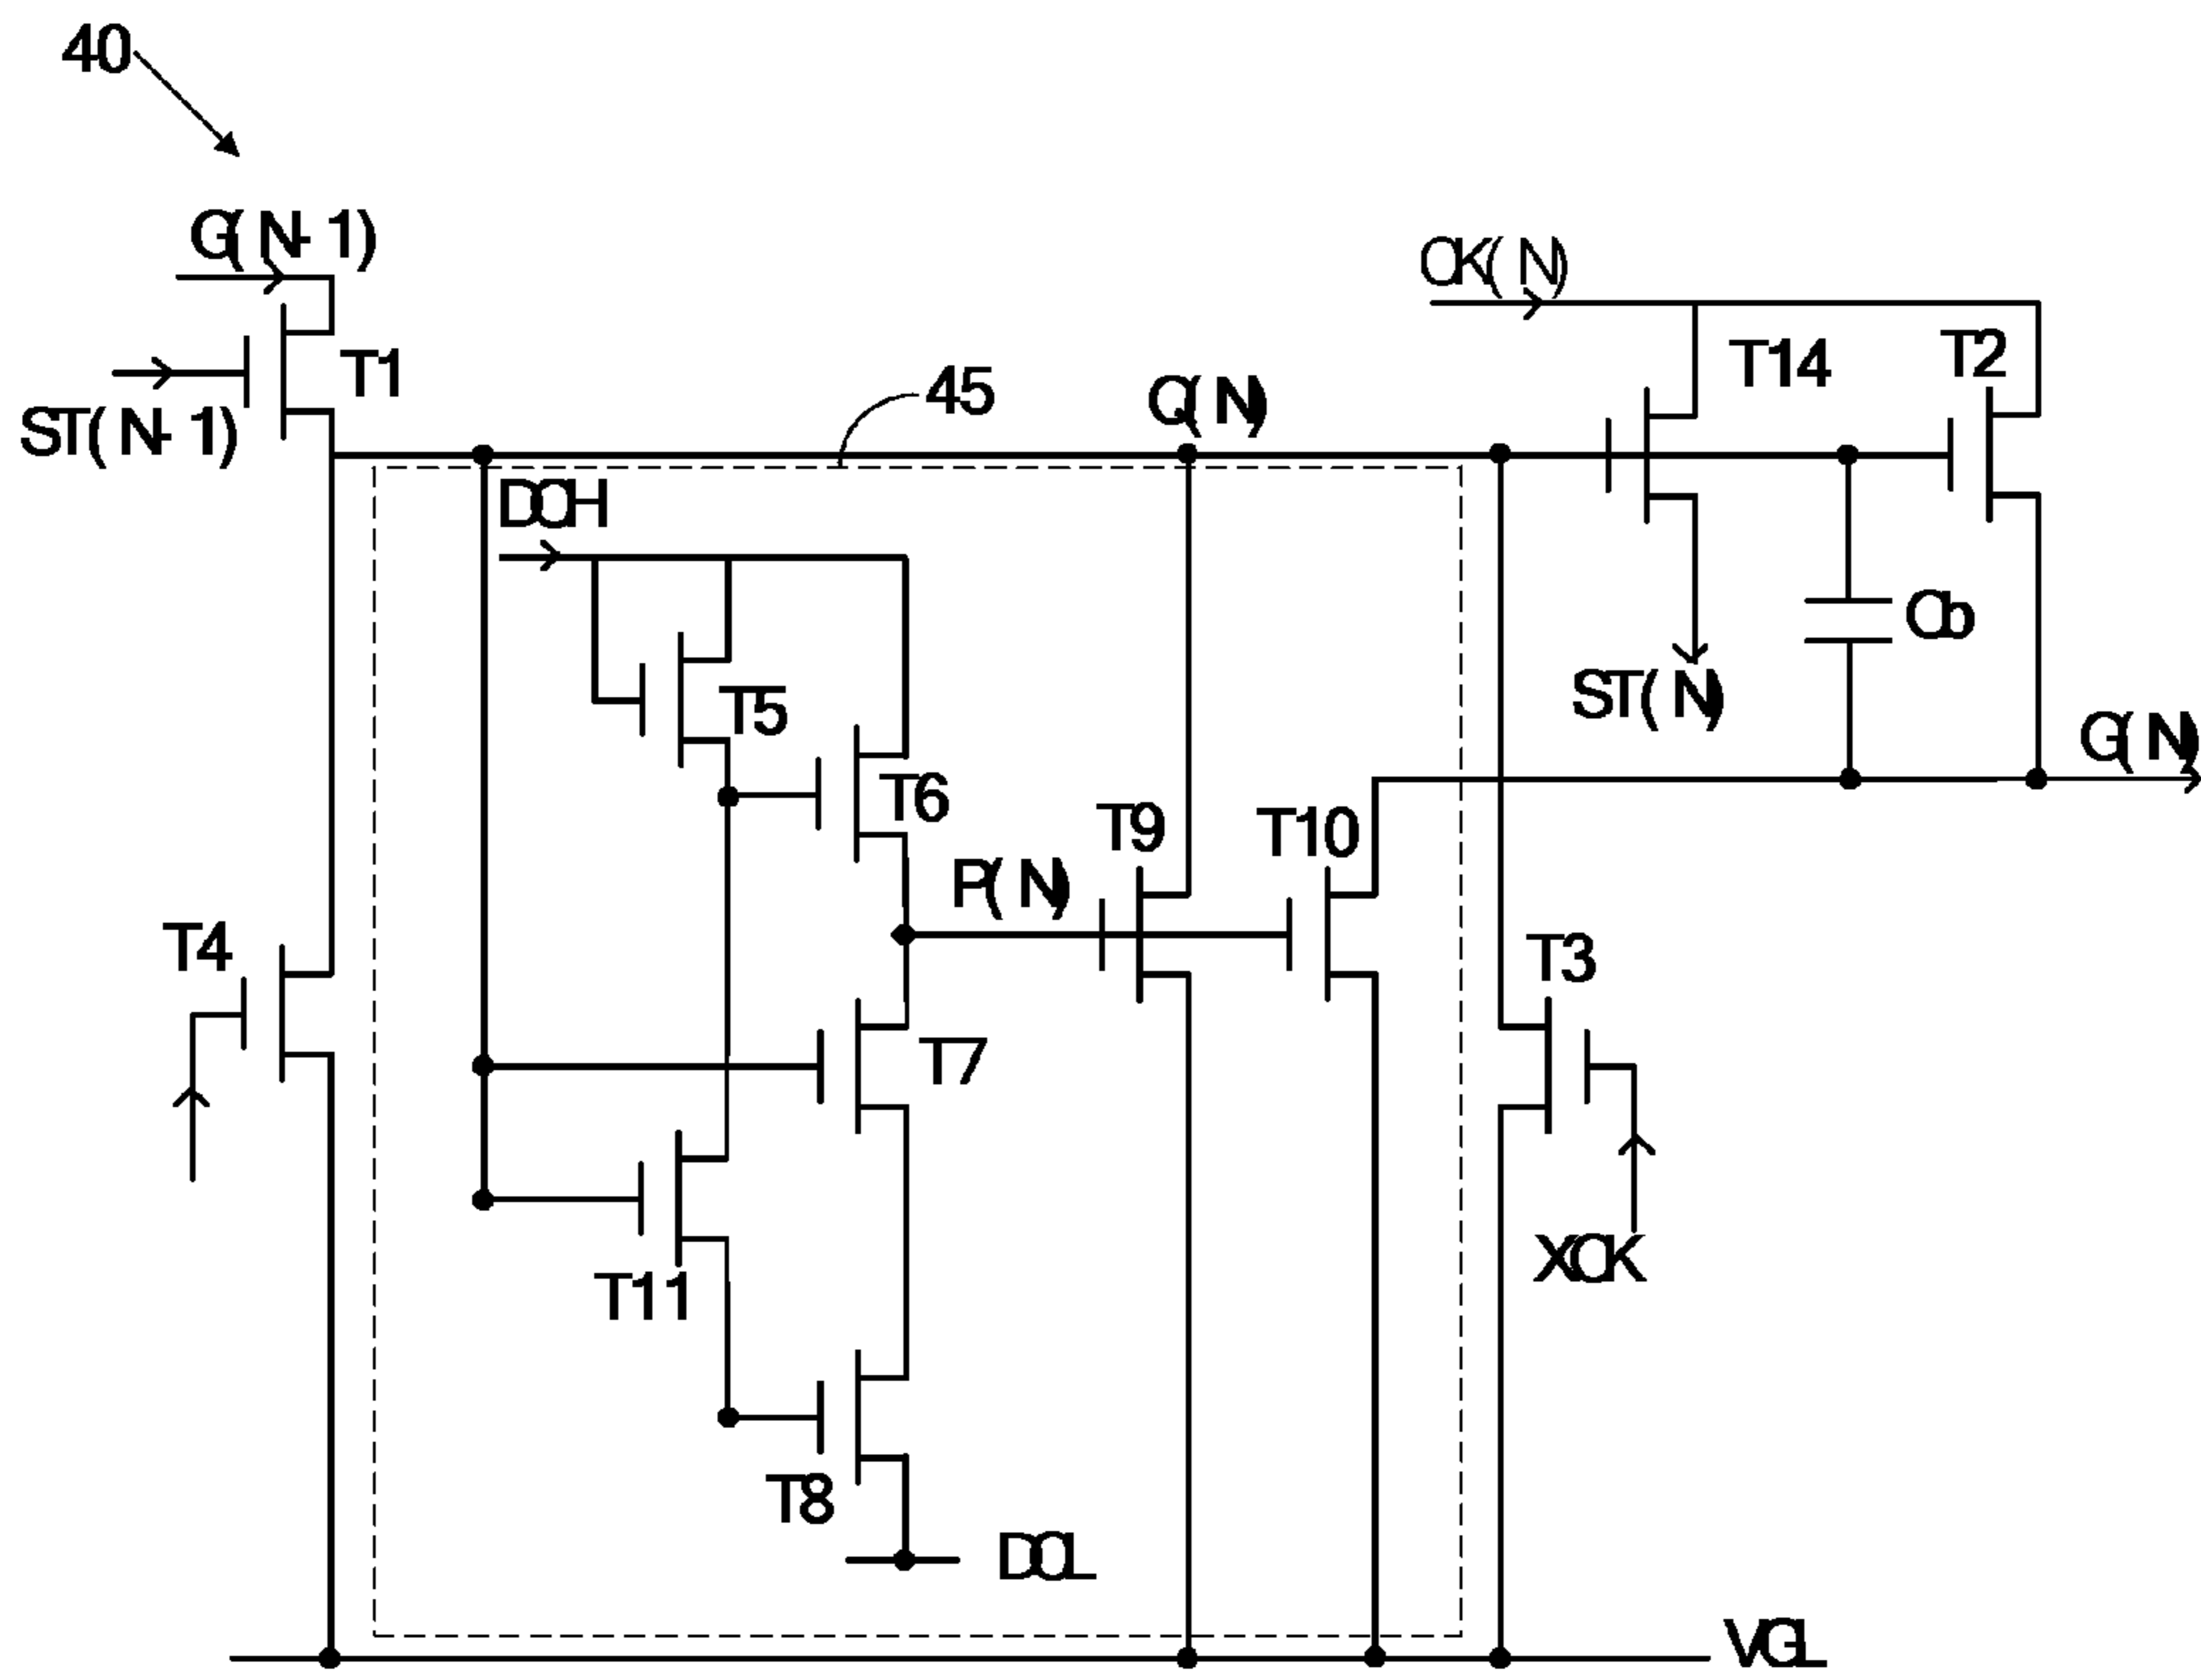 40
G(N-1)
CK(N)
T14
T2
T1
45
Q(N)
ST(N-1)
DCH
Cb
T5
ST(N)
G(N)
T6
T9
T10
P(N)
T4
T3
T7
T11
XCK
T8
DCL
VGL